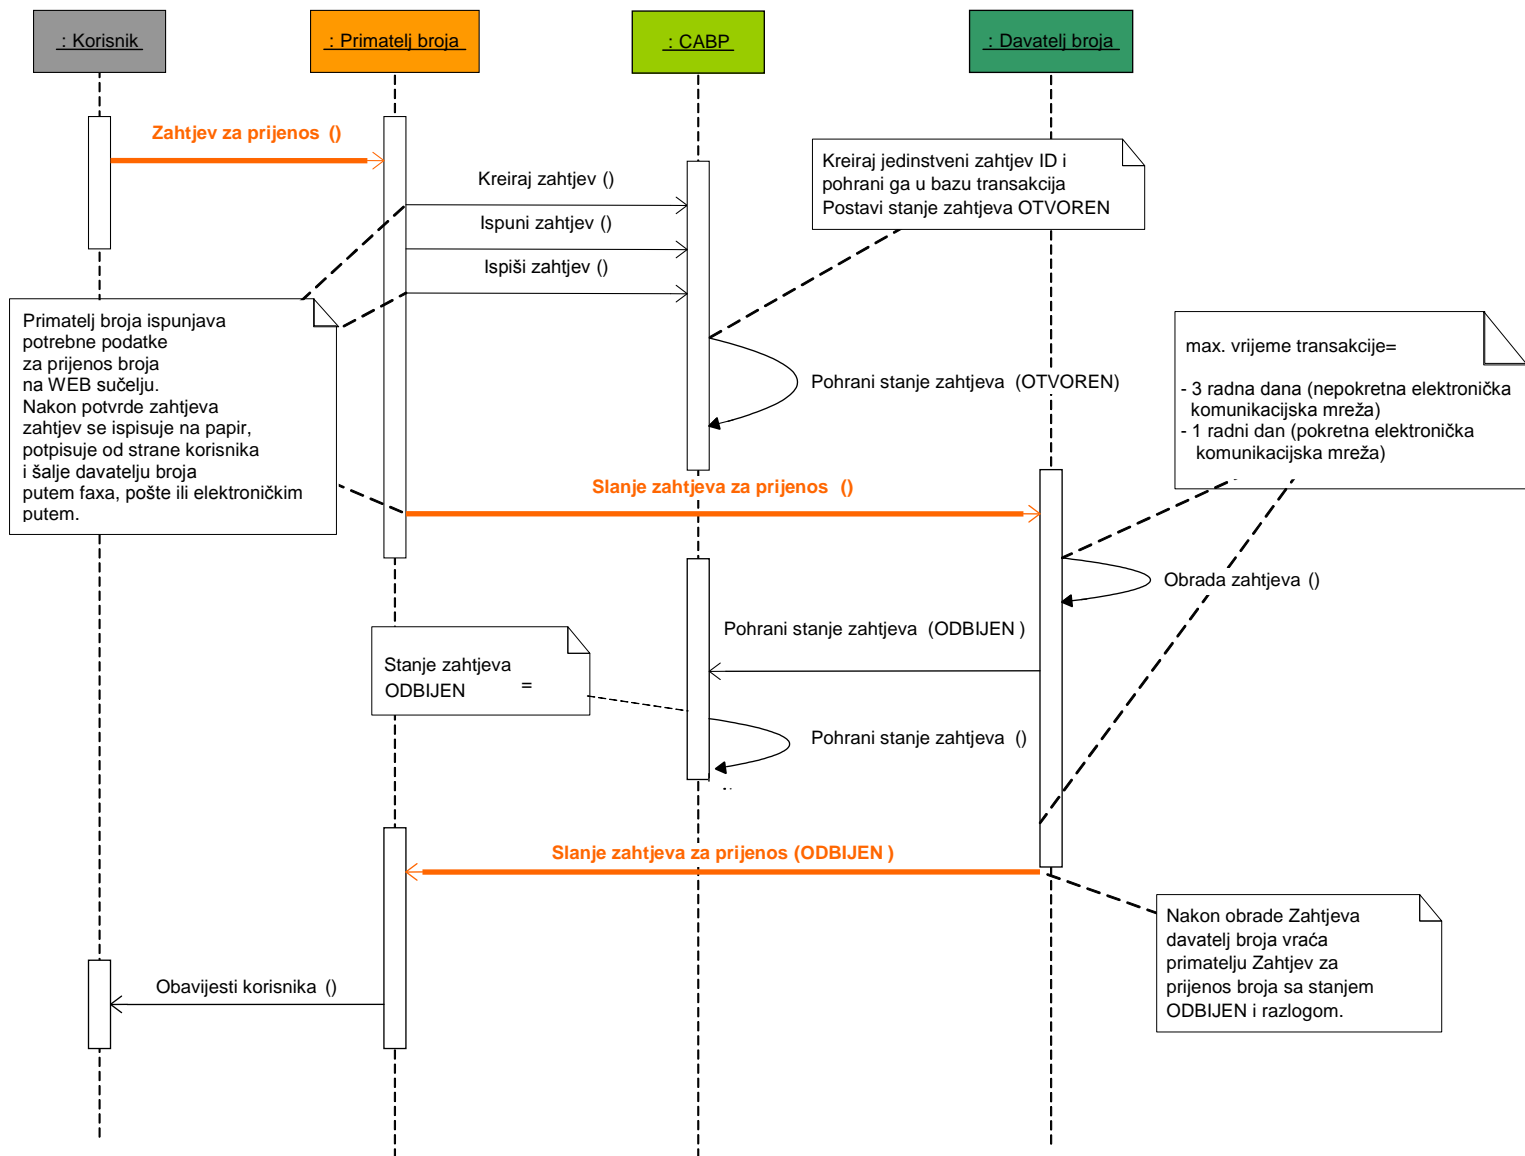 : Korisnik
: Primatelj broja
: CABP
: Davatelj broja
Zahtjev za prijenos ()
Kreiraj zahtjev ()
Ispuni zahtjev ()
Ispiši zahtjev ()
Kreiraj jedinstveni zahtjev ID i
pohrani ga u bazu transakcija
Postavi stanje zahtjeva OTVOREN
Primatelj broja ispunjava
potrebne podatke
za prijenos broja
na WEB sučelju.
Nakon potvrde zahtjeva
zahtjev se ispisuje na papir,
potpisuje od strane korisnika
i šalje davatelju broja
putem faxa, pošte ili elektroničkim
putem.
Pohrani stanje zahtjeva (OTVOREN)
max. vrijeme transakcije=
- 3 radna dana (nepokretna elektronička
komunikacijska mreža)
- 1 radni dan (pokretna elektronička
komunikacijska mreža)
Slanje zahtjeva za prijenos ()
Obrada zahtjeva ()
Pohrani stanje zahtjeva (ODBIJEN )
Stanje zahtjeva
ODBIJEN =
Pohrani stanje zahtjeva ()
Slanje zahtjeva za prijenos (ODBIJEN )
Nakon obrade Zahtjeva
davatelj broja vraća
primatelju Zahtjev za
prijenos broja sa stanjem
ODBIJEN i razlogom.
Obavijesti korisnika ()